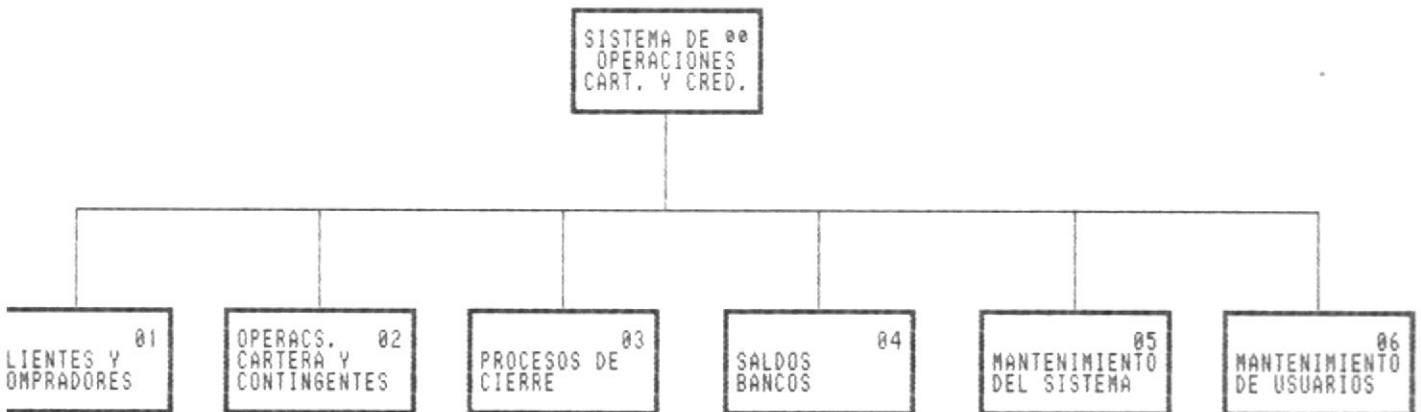 SISTEMA DE 00
OPERACIONES
CART. Y CRED.
01
LIENTES Y
OMPRADORES
OPERACS. 02
CARTERA Y
CONTINGENTES
03
PROCESOS DE
CIERRE
04
SALDOS
BANCOS
05
MANTENIMIENTO
DEL SISTEMA
06
MANTENIMIENTO
DE USUARIOS